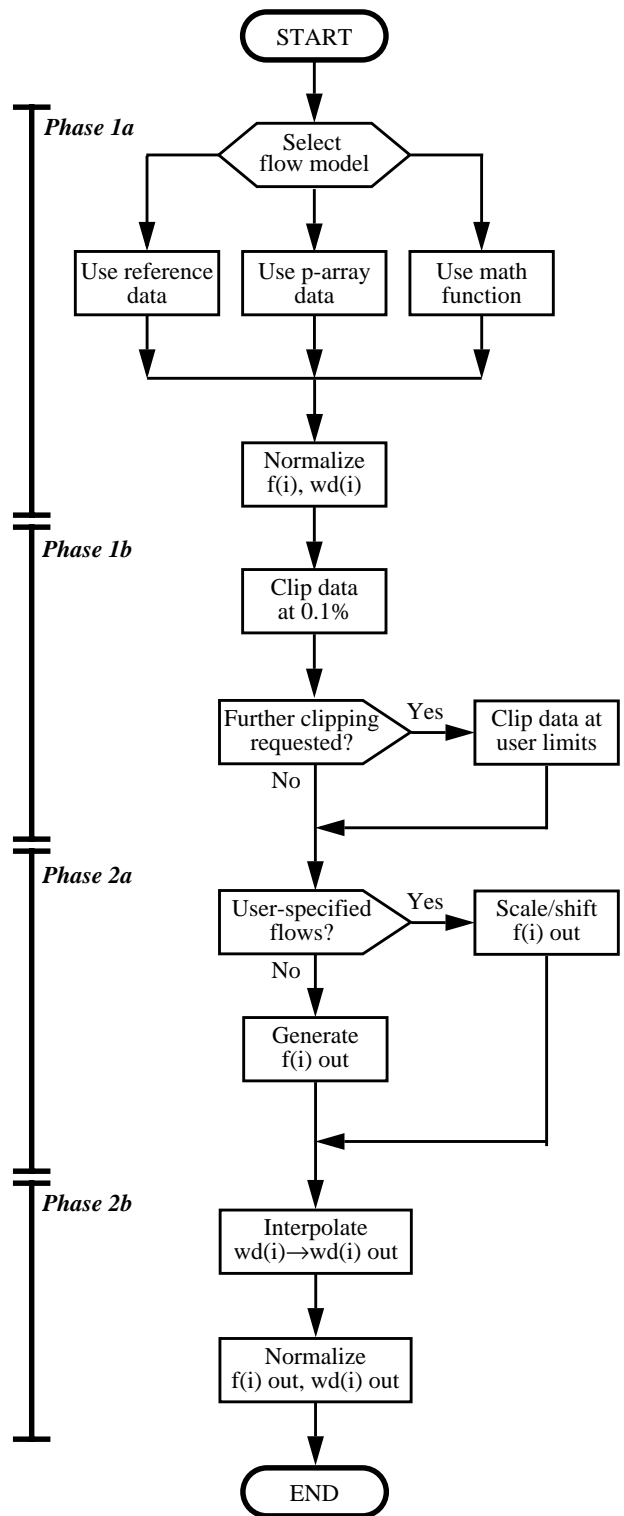 START
Phase 1a
Select
flow model
Use reference
data
Use p-array
data
Use math
function
Normalize
f(i), wd(i)
Phase 1b
Clip data
at 0.1%
Further clipping
requested?
Yes
Clip data at
user limits
No
Phase 2a
User-specified
flows?
Yes
Scale/shift
f(i) out
No
Generate
f(i) out
Phase 2b
Interpolate
wd(i)→wd(i) out
Normalize
f(i) out, wd(i) out
END